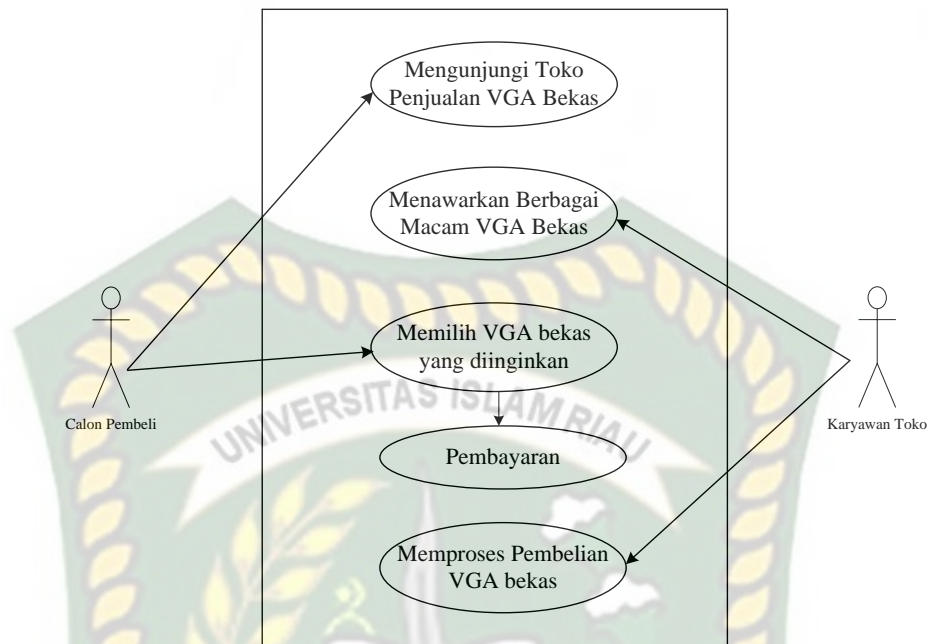 Mengunjungi Toko
Penjualan VGA Bekas
Menawarkan Berbagai
Macam VGA Bekas
Memilih VGA bekas
yang diinginkan
Calon Pembeli
Karyawan Toko
UNIVERSITAS ISLAM RIAU
Pembayaran
Memproses Pembelian
VGA bekas